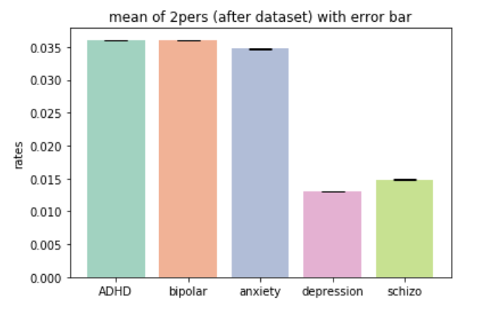 mean of 2pers (after dataset) with error bar
rates
0.035
0.030
0.025
0.020
0.015
0.010
0.005
0.000
ADHD bipolar anxiety depression schizo